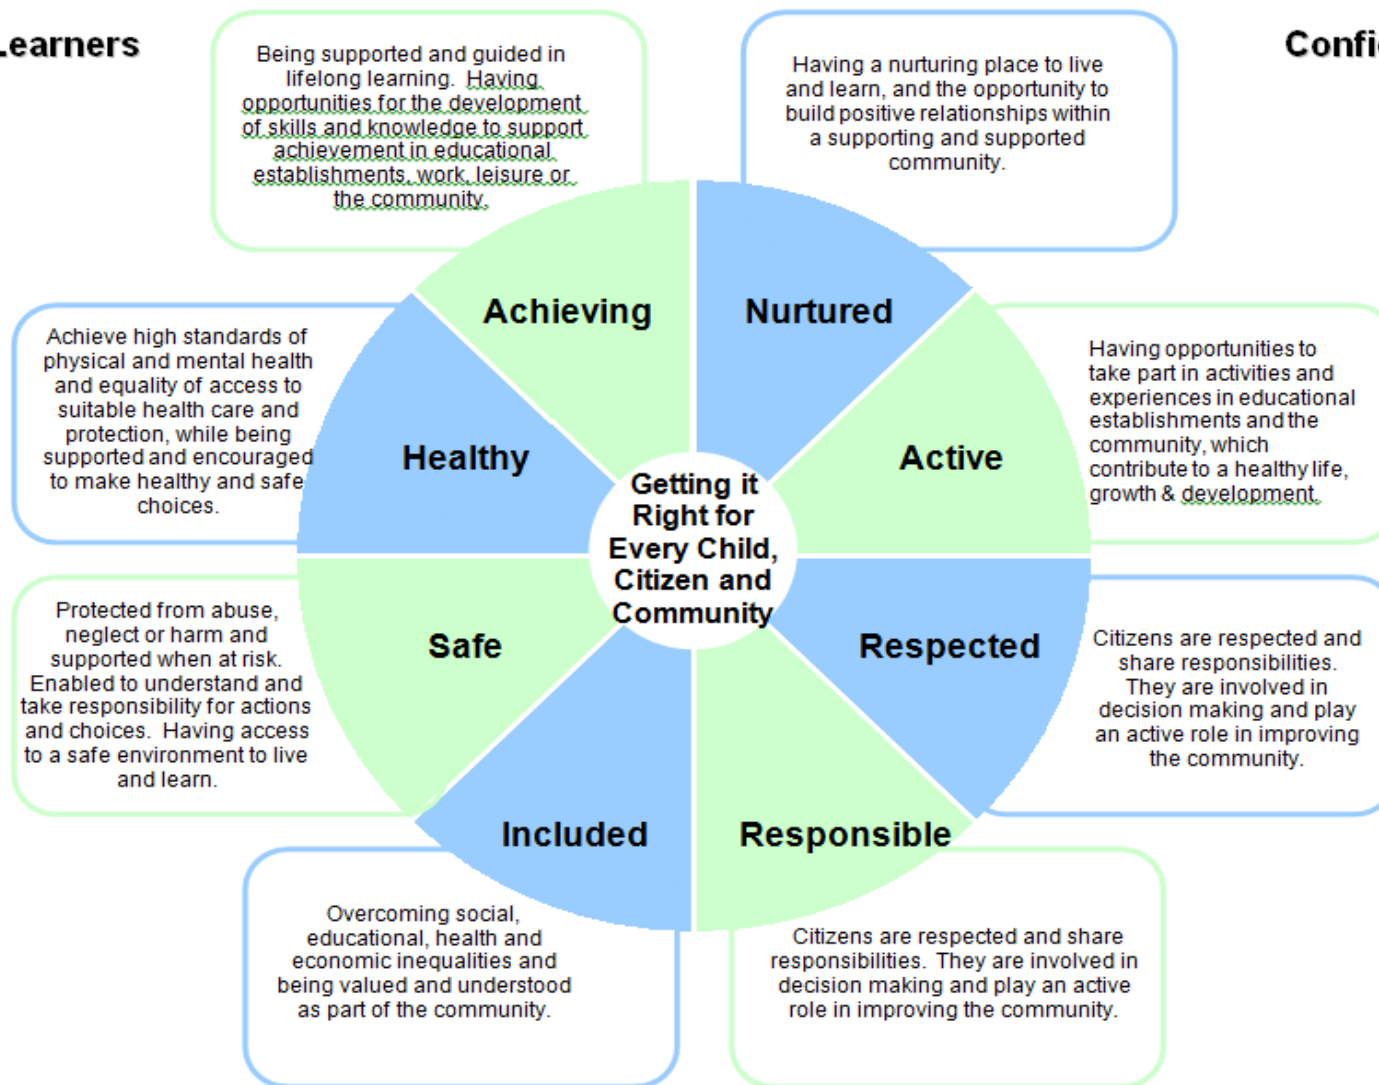 Learners
Confi
Being supported and guided in
lifelong learning. Having
opportunities for the development
of skills and knowledge to support
achievement in educational
establishments, work, leisure or
the community.
Having a nurturing place to live
and learn, and the opportunity to
build positive relationships within
a supporting and supported
community.
Achieving
Nurtured
Achieve high standards of
physical and mental health
and equality of access to
suitable health care and
protection, while being
supported and encouraged
to make healthy and safe
choices.
Healthy
Active
Having opportunities to
take part in activities and
experiences in educational
establishments and the
community, which
contribute to a healthy life,
growth & development.
Getting it
Right for
Every Child,
Citizen and
Community
Protected from abuse,
neglect or harm and
supported when at risk.
Enabled to understand and
take responsibility for actions
and choices. Having access
to a safe environment to live
and learn.
Safe
Respected
Citizens are respected and
share responsibilities.
They are involved in
decision making and play
an active role in improving
the community.
Included
Responsible
Overcoming social,
educational, health and
economic inequalities and
being valued and understood
as part of the community.
Citizens are respected and share
responsibilities. They are involved in
decision making and play an active
role in improving the community.